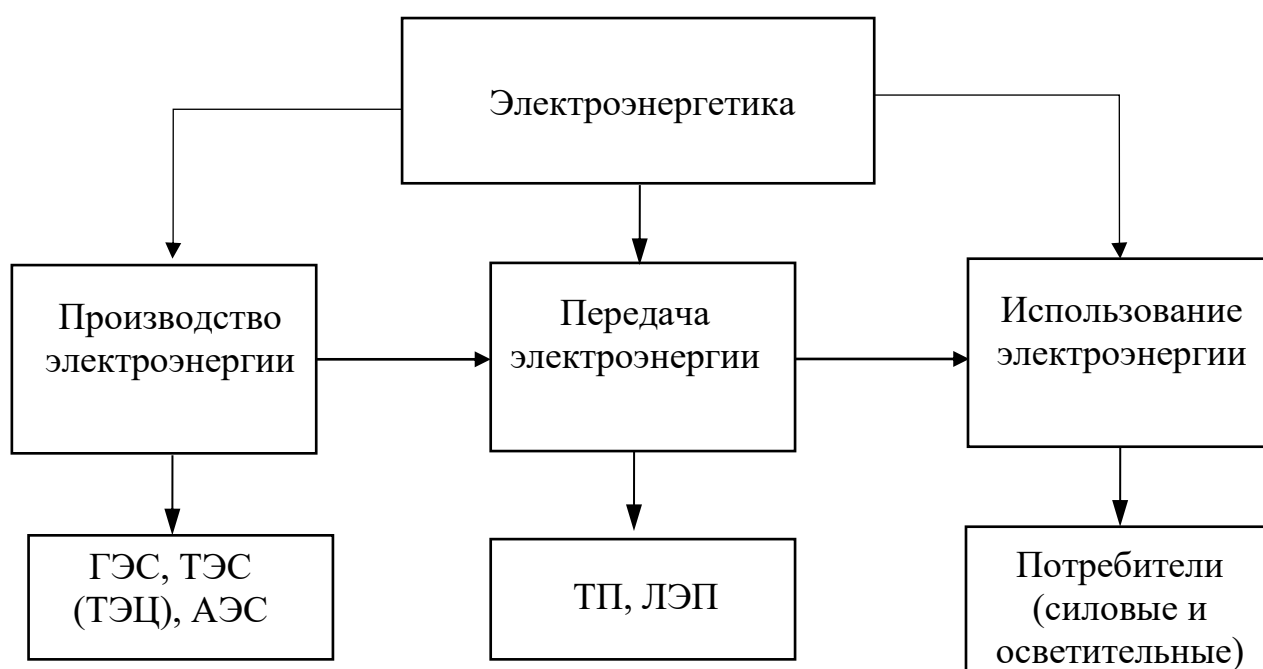 Электроэнергетика
Производство
электроэнергии
Передача
электроэнергии
Использование
электроэнергии
ГЭС, ТЭС
(ТЭЦ), АЭС
ТП, ЛЭП
Потребители
(силовые и
осветительные)